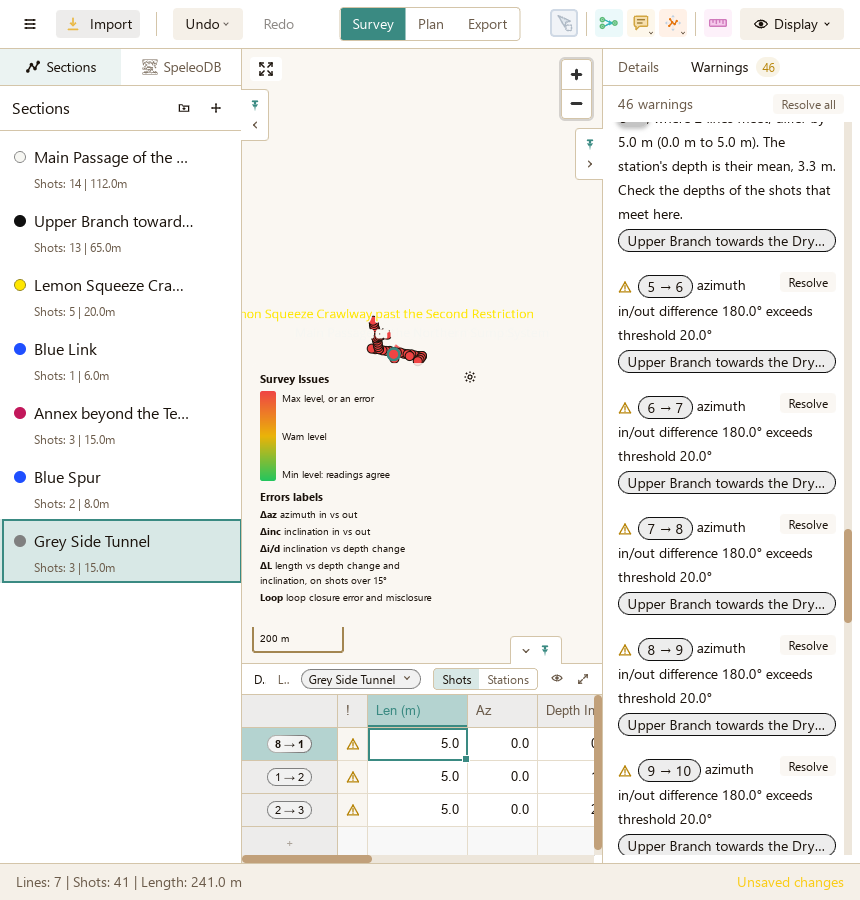 Import
Undo
Redo
Survey
Plan
Export
Display
Sections
SpeleoDB
Sections
Main Passage of the ...
Shots: 14 | 112.0m
Upper Branch toward...
Shots: 13 | 65.0m
Lemon Squeeze Cra...
Shots: 5 | 20.0m
Blue Link
Shots: 1 | 6.0m
Annex beyond the Te...
Shots: 3 | 15.0m
Blue Spur
Shots: 2 | 8.0m
Grey Side Tunnel
Shots: 3 | 15.0m
mon Squeeze Crawlway past the Second Restriction
Survey Issues
Max level, or an error
Warn level
Min level: readings agree
Errors labels
Δaz azimuth in vs out
Δinc inclination in vs out
Δi/d inclination vs depth change
ΔL length vs depth change and
inclination, on shots over 15°
Loop loop closure error and misclosure
200 m
D.
L..
Grey Side Tunnel
Shots
Stations
!
Len (m)
Az
Depth In
8 → 1
5.0
0.0
1 → 2
5.0
0.0
2 → 3
5.0
0.0
+
Details
Warnings
46
46 warnings
Resolve all
5.0 m (0.0 m to 5.0 m). The
station's depth is their mean, 3.3 m.
Check the depths of the shots that
meet here.
Upper Branch towards the Dry...
5 → 6 azimuth
Resolve
in/out difference 180.0° exceeds
threshold 20.0°
Upper Branch towards the Dry...
6 → 7 azimuth
Resolve
in/out difference 180.0° exceeds
threshold 20.0°
Upper Branch towards the Dry...
7 → 8 azimuth
Resolve
in/out difference 180.0° exceeds
threshold 20.0°
Upper Branch towards the Dry...
8 → 9 azimuth
Resolve
in/out difference 180.0° exceeds
threshold 20.0°
Upper Branch towards the Dry...
9 → 10 azimuth
Resolve
in/out difference 180.0° exceeds
threshold 20.0°
Upper Branch towards the Dry...
Lines: 7 | Shots: 41 | Length: 241.0 m
Unsaved changes